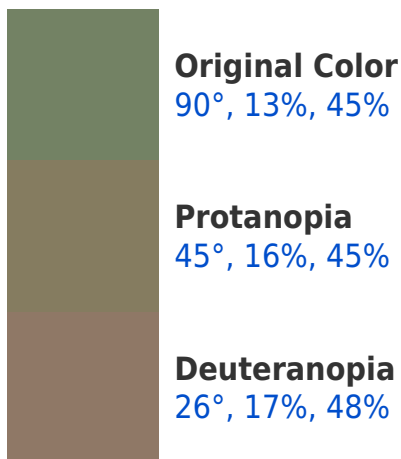 Original Color
90°, 13%, 45%
Protanopia
45°, 16%, 45%
Deuteranopia
26°, 17%, 48%